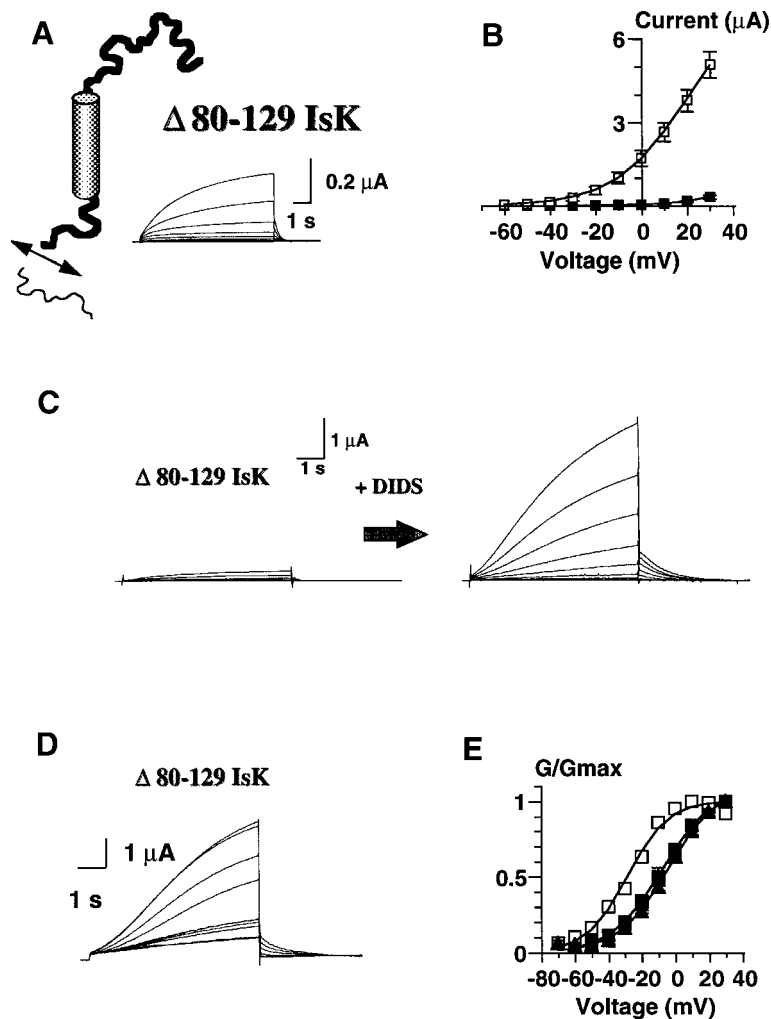 A
Δ 80-129 IsK
0.2 μA
1 s
B
Current (μA)
6
3
-60 -40 -20 0 20 40
Voltage (mV)
C
Δ 80-129 IsK
1 μA
1 s
+ DIDS
D
Δ 80-129 IsK
1 μA
1 s
E
G/Gmax
1
0.5
0
-80 -60 -40 -20 0 20 40
Voltage (mV)